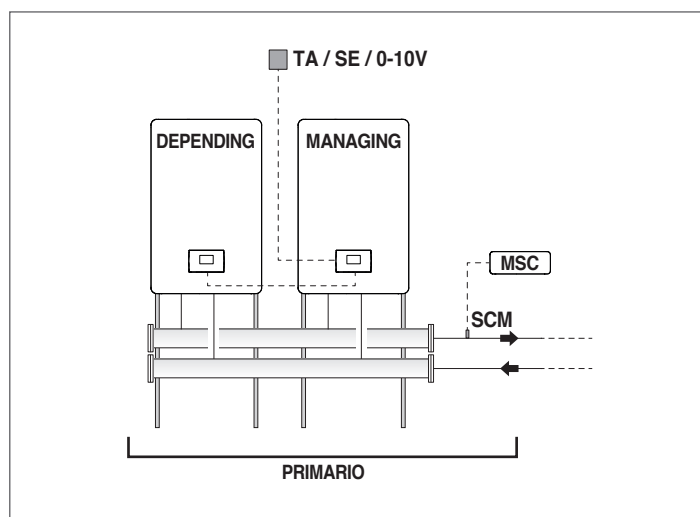 TA / SE / 0-10V
DEPENDING
MANAGING
MSC
SCM
PRIMARIO